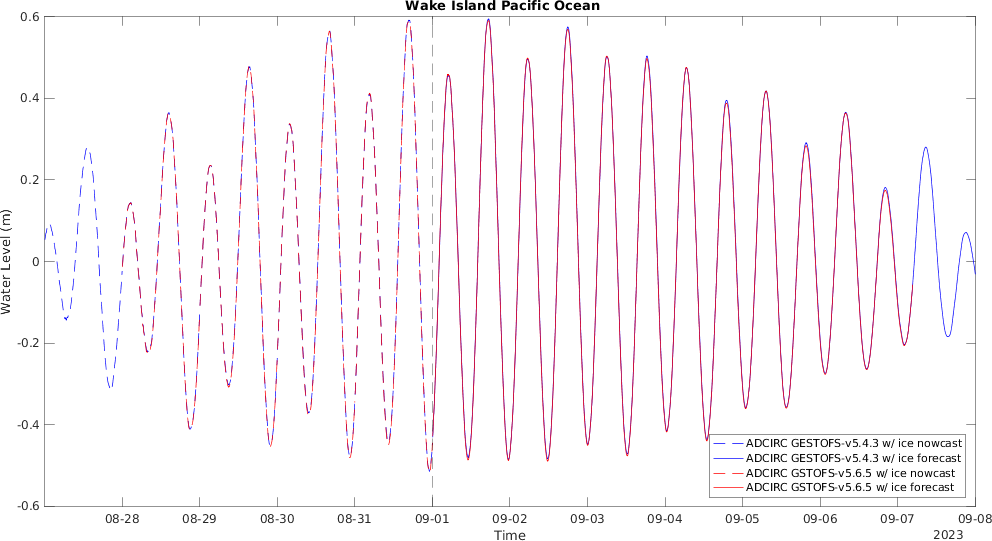 Wake Island Pacific Ocean
0.6
0.4
0.2
0
-0.2
-0.4
-0.6
Water Level (m)
08-28 08-29 08-30 08-31 09-01 09-02 09-03 09-04 09-05 09-06 09-07 09-08
Time
2023
ADCIRC GESTOFS-v5.4.3 w/ ice nowcast
ADCIRC GESTOFS-v5.4.3 w/ ice forecast
ADCIRC GSTOFS-v5.6.5 w/ ice nowcast
ADCIRC GSTOFS-v5.6.5 w/ ice forecast